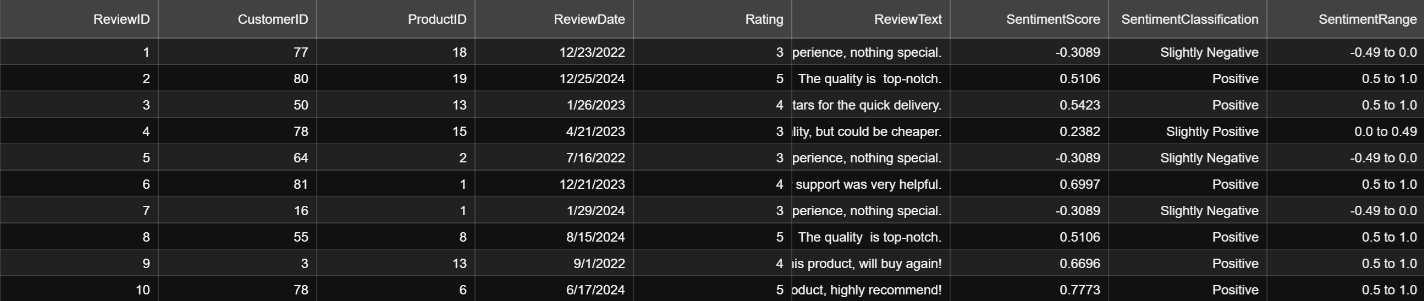 ReviewID CustomerID ProductID ReviewDate Rating ReviewText SentimentScore SentimentClassification SentimentRange
1 77 18 12/23/2022 3 perience, nothing special. -0.3089 Slightly Negative -0.49 to 0.0
2 80 19 12/25/2024 5 The quality is  top-notch. 0.5106 Positive 0.5 to 1.0
3 50 13 1/26/2023 4 tars for the quick delivery. 0.5423 Positive 0.5 to 1.0
4 78 15 4/21/2023 3 lity, but could be cheaper. 0.2382 Slightly Positive 0.0 to 0.49
5 64 2 7/16/2022 3 perience, nothing special. -0.3089 Slightly Negative -0.49 to 0.0
6 81 1 12/21/2023 4 support was very helpful. 0.6997 Positive 0.5 to 1.0
7 16 1 1/29/2024 3 perience, nothing special. -0.3089 Slightly Negative -0.49 to 0.0
8 55 8 8/15/2024 5 The quality  is top-notch. 0.5106 Positive 0.5 to 1.0
9 3 13 9/1/2022 4 his product, will buy again! 0.6696 Positive 0.5 to 1.0
10 78 6 6/17/2024 5 oduct, highly recommend! 0.7773 Positive 0.5 to 1.0